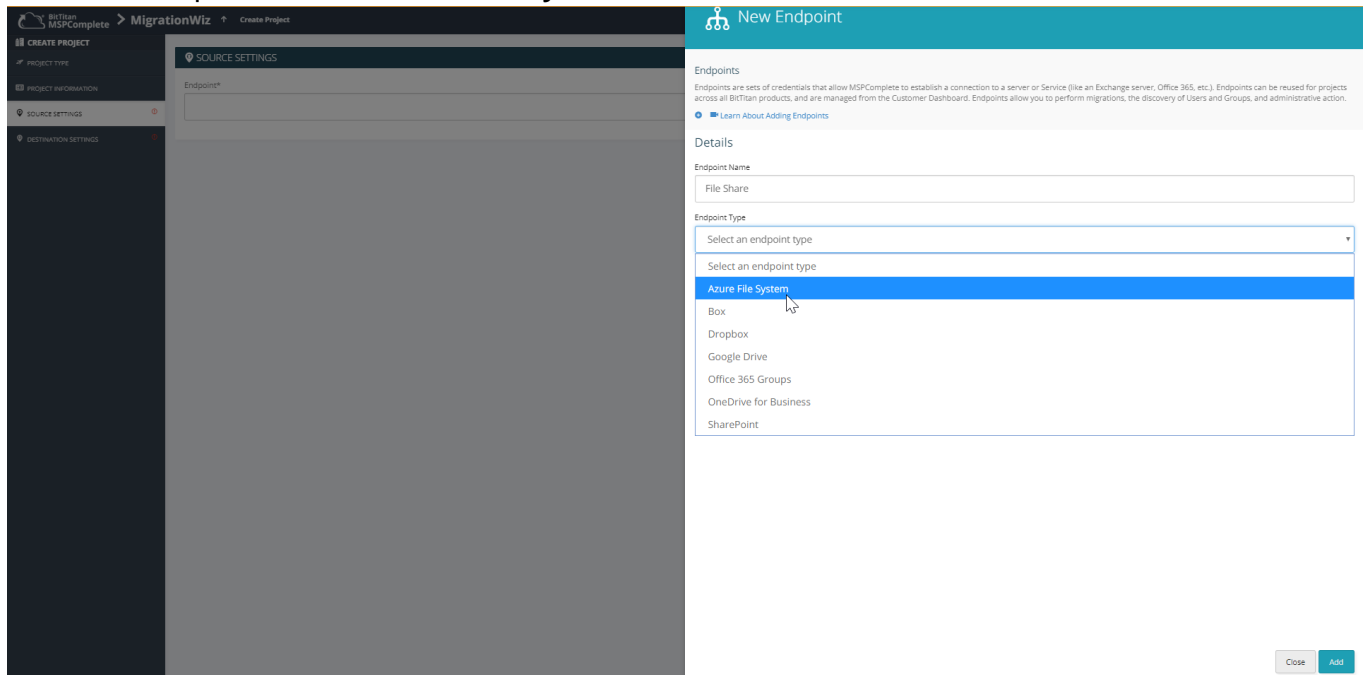 BitTitan
MSPComplete > MigrationWiz ↑ Create Project
CREATE PROJECT
PROJECT TYPE
PROJECT INFORMATION
SOURCE SETTINGS
DESTINATION SETTINGS
SOURCE SETTINGS
Endpoint*
New Endpoint
Endpoints
Endpoints are sets of credentials that allow MSPComplete to establish a connection to a server or Service (like an Exchange server, Office 365, etc.). Endpoints can be reused for projects
across all BitTitan products, and are managed from the Customer Dashboard. Endpoints allow you to perform migrations, the discovery of Users and Groups, and administrative action.
Learn About Adding Endpoints
Details
Endpoint Name
File Share
Endpoint Type
Select an endpoint type
Select an endpoint type
Azure File System
Box
Dropbox
Google Drive
Office 365 Groups
OneDrive for Business
SharePoint
Close Add